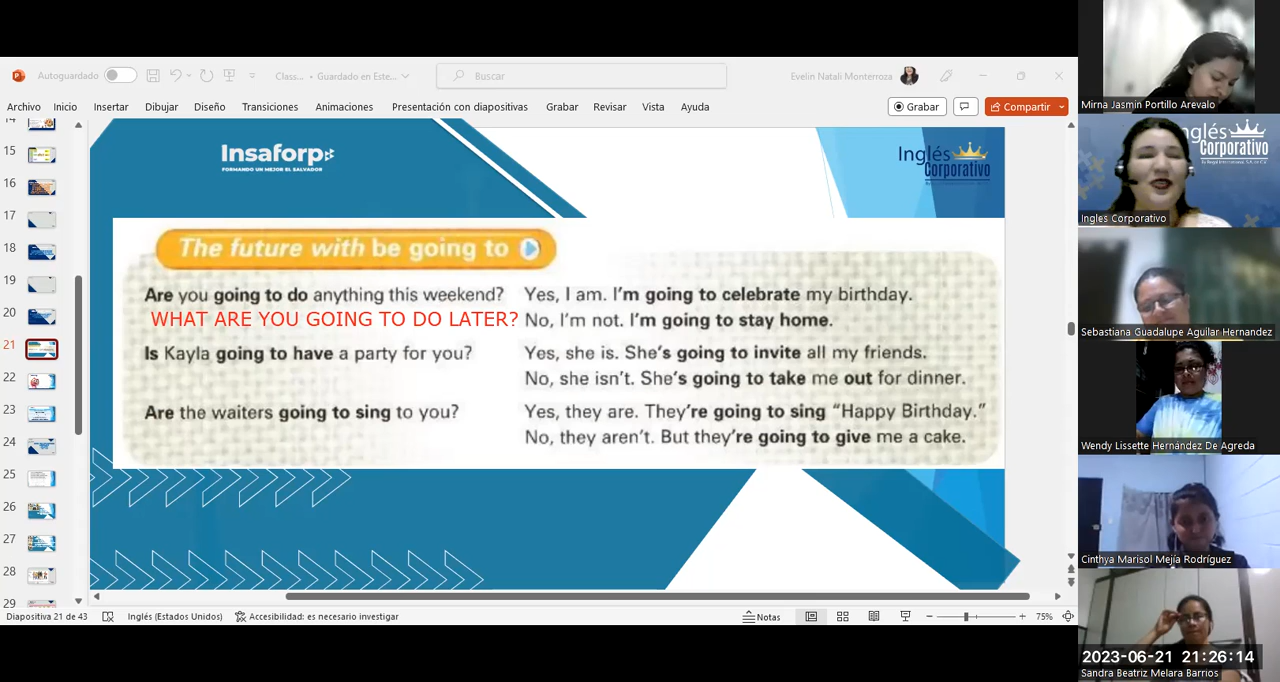 Autoguardado
Class... • Guardado en Este...
Buscar
Evelin Natali Monterroza
Archivo Inicio Insertar Dibujar Diseño Transiciones Animaciones Presentación con diapositivas Grabar Revisar Vista Ayuda
Grabar
Compartir
14
15
16
17
18
19
20
21
22
23
24
25
26
27
28
29
Insaforp
FORMANDO UN MEJOR EL SALVADOR
Inglés
Corporativo
The future with be going to
Are you going to do anything this weekend? Yes, I am. I'm going to celebrate my birthday.
WHAT ARE YOU GOING TO DO LATER? No, I'm not. I'm going to stay home.
Is Kayla going to have a party for you? Yes, she is. She's going to invite all my friends.
No, she isn't. She's going to take me out for dinner.
Are the waiters going to sing to you? Yes, they are. They're going to sing “Happy Birthday.”
No, they aren't. But they're going to give me a cake.
Diapositiva 21 de 43 Inglés (Estados Unidos) Accesibilidad: es necesario investigar
Notas
75%
Mirna Jasmin Portillo Arevalo
nglés
Corporativo
Ingles Corporativo
Sebastiana Guadalupe Aguilar Hernandez
Wendy Lissette Hernández De Agreda
Cinthya Marisol Mejía Rodríguez
2023-06-21 21:26:14
Sandra Beatriz Melara Barrios